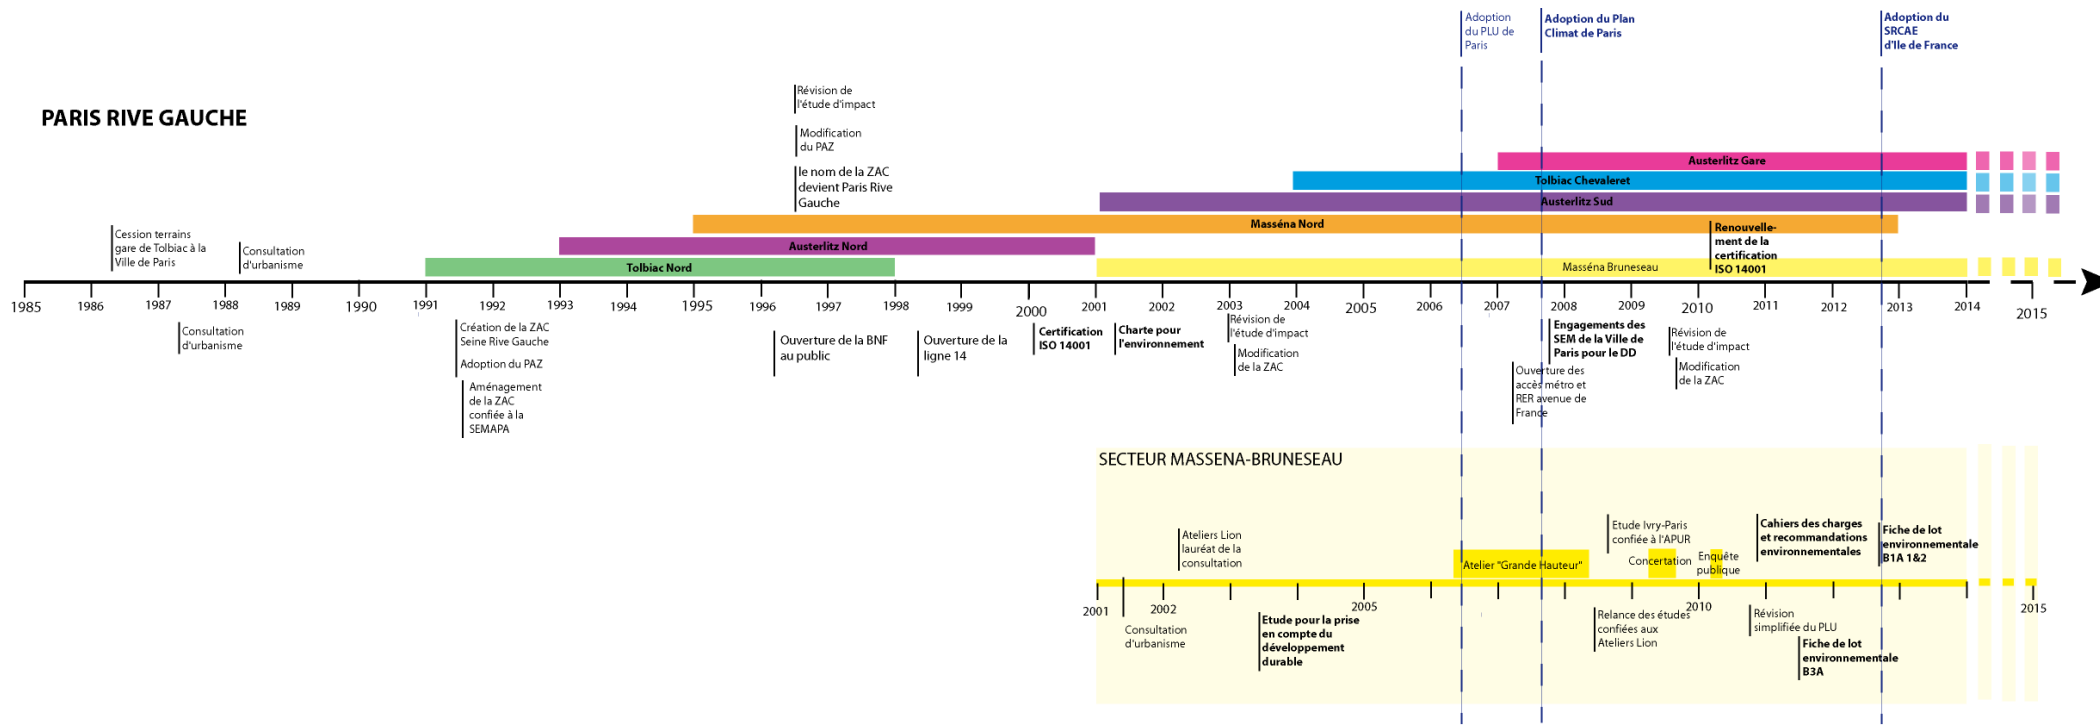 Adoption
du PLU de
Paris
Adoption du Plan
Climat de Paris
Adoption du
SRCAE
d'Ile de France
PARIS RIVE GAUCHE
Révision de
l'étude d'impact
Modification
du PAZ
le nom de la ZAC
devient Paris Rive
Gauche
Austerlitz Gare
Tolbiac Chevaleret
Austerlitz Sud
Masséna Nord
Austerlitz Nord
Tolbiac Nord
Masséna Bruneseau
Cession terrains
gare de Tolbiac à la
Ville de Paris
Consultation
d'urbanisme
Renouvelle-
ment de la
certification
ISO 14001
1985 1986 1987 1988 1989 1990 1991 1992 1993 1994 1995 1996 1997 1998 1999 2000 2001 2002 2003 2004 2005 2006 2007 2008 2009 2010 2011 2012 2013 2014 2015
Consultation
d'urbanisme
Création de la ZAC
Seine Rive Gauche
Adoption du PAZ
Aménagement
de la ZAC
confiée à la
SEMAPA
Ouverture de la BNF
au public
Ouverture de la
ligne 14
Certification
ISO 14001
Charte pour
l'environnement
Révision de
l'étude d'impact
Modification
de la ZAC
Ouverture des
accès métro et
RER avenue de
France
Engagements des
SEM de la Ville de
Paris pour le DD
Révision de
l'étude d'impact
Modification
de la ZAC
SECTEUR MASSENA-BRUNESEAU
Ateliers Lion
lauréat de la
consultation
Atelier "Grande Hauteur"
Etude Ivry-Paris
confiée à l'APUR
Concertation
Enquête
publique
Cahiers des charges
et recommandations
environnementales
Fiche de lot
environnementale
B1A 1&2
2001 2002 2005 2010 2015
Consultation
d'urbanisme
Etude pour la prise
en compte du
développement
durable
Relance des études
confiées aux
Ateliers Lion
Révision
simplifiée du PLU
Fiche de lot
environnementale
B3A